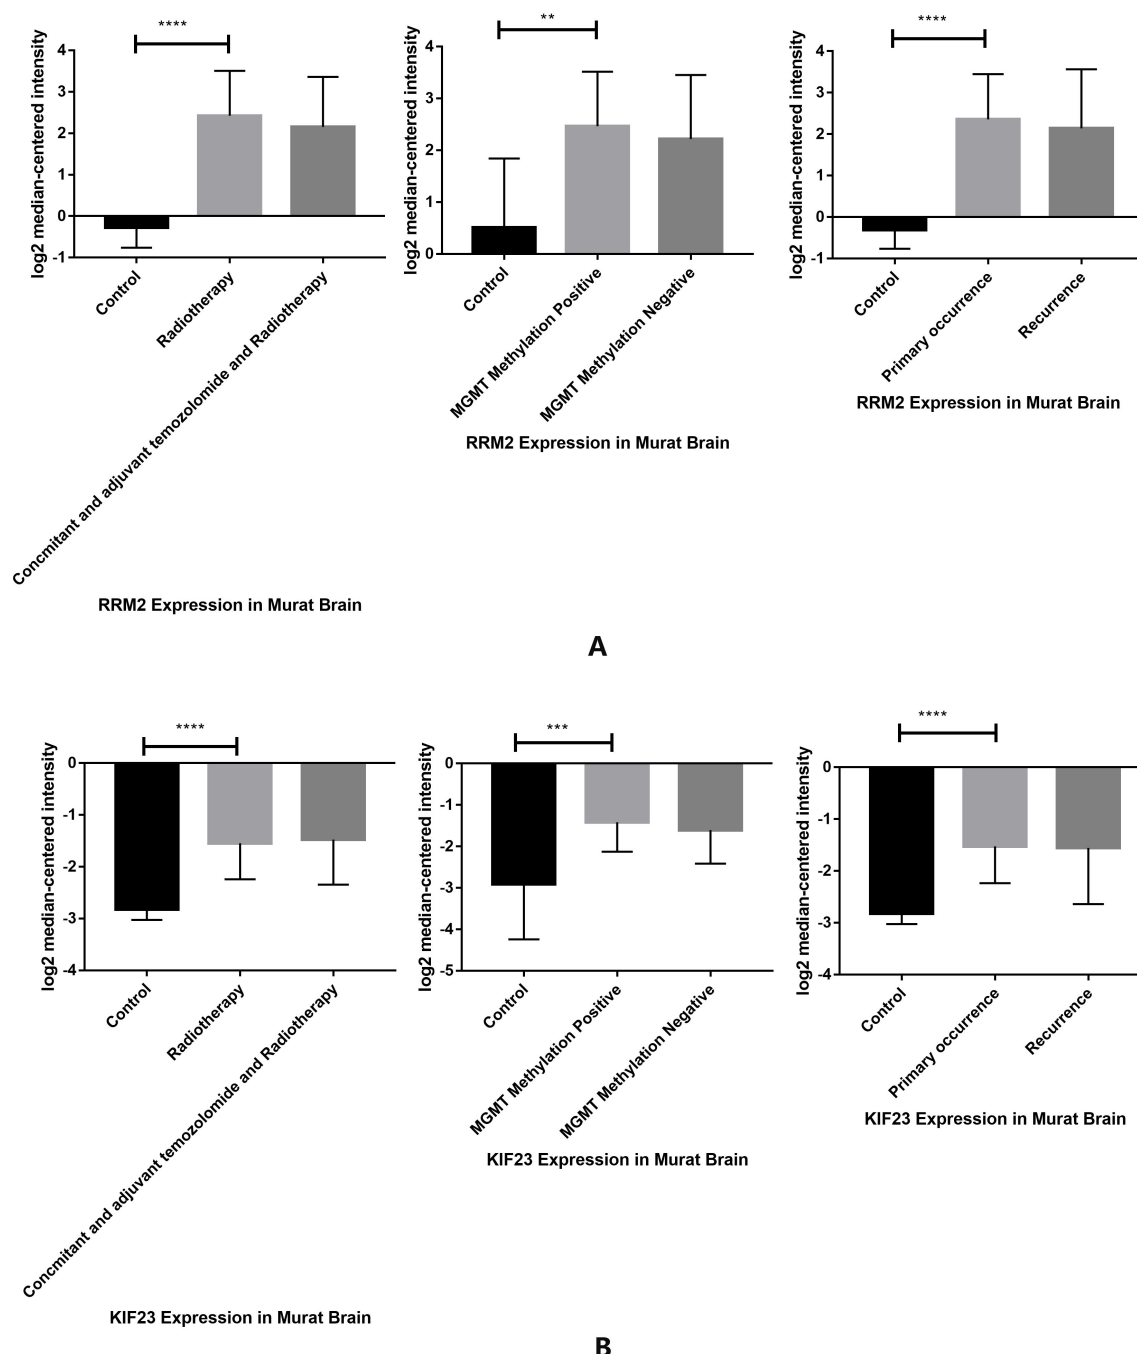 ****
log2 median-centered intensity
4
3
2
1
0
-1
Control
Radiotherapy
Concmitant and adjuvant temozolomide and Radiotherapy
RRM2 Expression in Murat Brain
**
log2 median-centered intensity
4
3
2
1
0
Control
MGMT Methylation Positive
MGMT Methylation Negative
RRM2 Expression in Murat Brain
****
log2 median-centered intensity
4
3
2
1
0
-1
Control
Primary occurrence
Recurrence
RRM2 Expression in Murat Brain
A
****
log2 median-centered intensity
0
-1
-2
-3
-4
Control
Radiotherapy
Concmitant and adjuvant temozolomide and Radiotherapy
KIF23 Expression in Murat Brain
***
log2 median-centered intensity
0
-1
-2
-3
-4
-5
Control
MGMT Methylation Positive
MGMT Methylation Negative
KIF23 Expression in Murat Brain
****
log2 median-centered intensity
0
-1
-2
-3
-4
Control
Primary occurrence
Recurrence
KIF23 Expression in Murat Brain
B